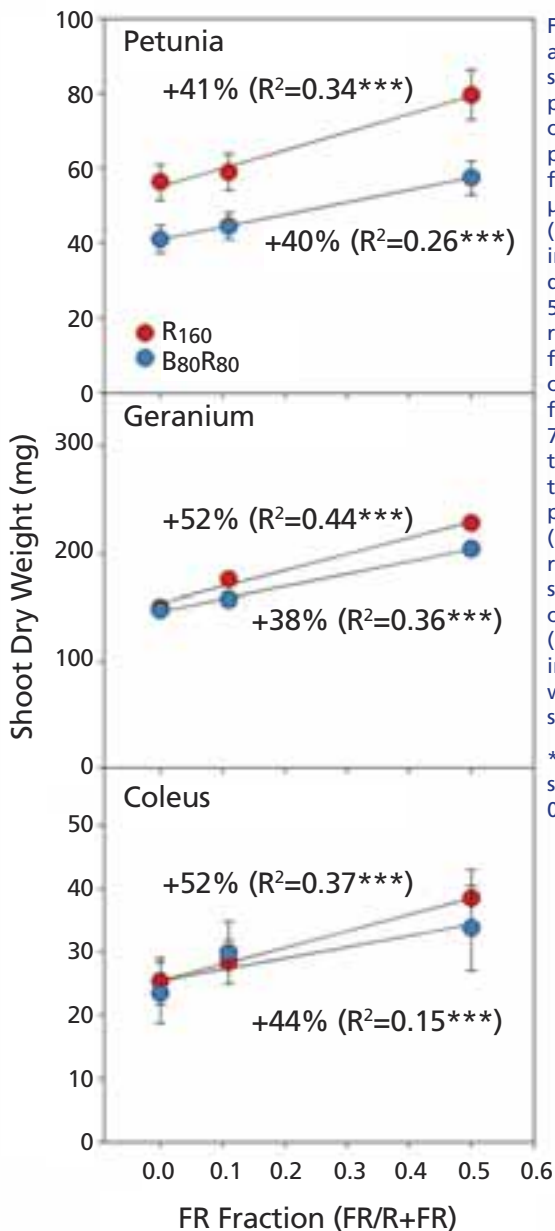 100
Petunia
+41% (R²=0.34***)
80
60
40
+40% (R²=0.26***)
20
R160
B80R80
0
Geranium
300
+52% (R²=0.44***)
200
+38% (R²=0.36***)
100
0
Coleus
50
+52% (R²=0.37***)
40
30
20
+44% (R²=0.15***)
10
0
0.0 0.1 0.2 0.3 0.4 0.5 0.6
FR Fraction (FR/R+FR)
Shoot Dry Weight (mg)